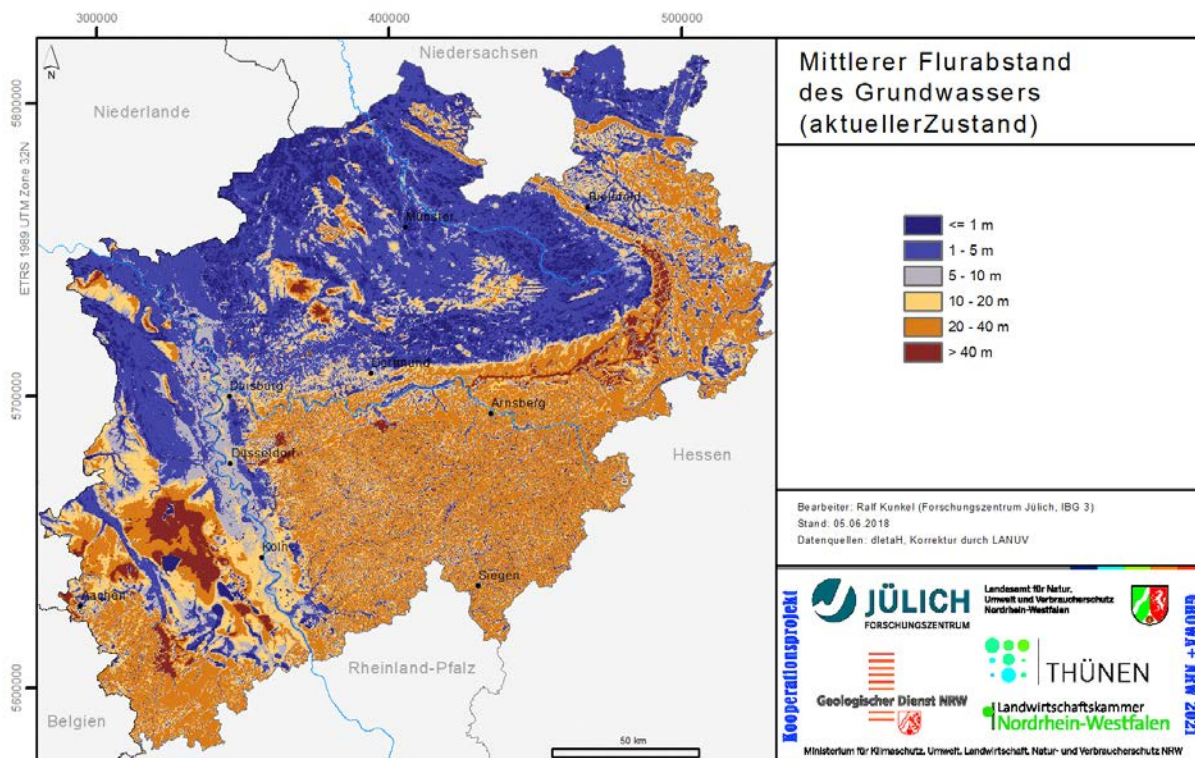 300000
400000
500000
5800000
5700000
5600000
ETRS 1989 UTM Zone 32N
N
Niedersachsen
Niederlande
Bielefeld
Münster
Dortmund
Duisburg
Arnsberg
Düsseldorf
Hessen
Köln
Siegen
Aachen
Rheinland-Pfalz
Belgien
50 km
Mittlerer Flurabstand
des Grundwassers
(aktuellerZustand)
<= 1 m
1 - 5 m
5 - 10 m
10 - 20 m
20 - 40 m
> 40 m
Bearbeiter: Ralf Kunkel (Forschungszentrum Jülich, IBG 3)
Stand: 05.06.2018
Datenquellen: dletaH, Korrektur durch LANUV
Kooperationsprojekt
GROWA+ NRW 2021
JÜLICH
FORSCHUNGSZENTRUM
Landesamt für Natur,
Umwelt und Verbraucherschutz
Nordrhein-Westfalen
Geologischer Dienst NRW
THÜNEN
Landwirtschaftskammer
Nordrhein-Westfalen
Ministerium für Klimaschutz, Umwelt, Landwirtschaft, Natur- und Verbraucherschutz NRW